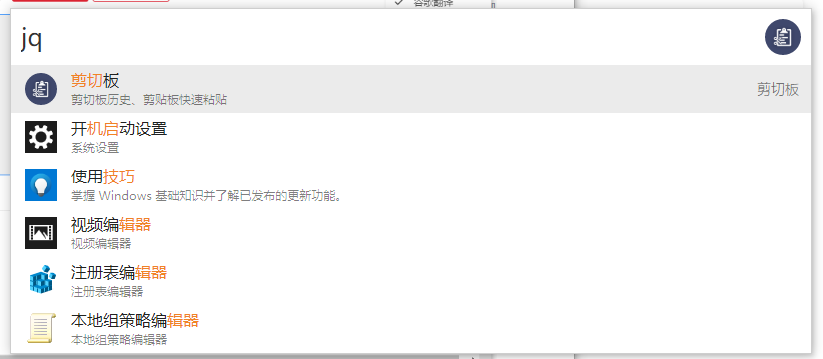 谷歌翻译
jq
剪切板
剪切板历史、剪贴板快速粘贴
剪切板
开机启动设置
系统设置
使用技巧
掌握 Windows 基础知识并了解已发布的更新功能。
视频编辑器
视频编辑器
注册表编辑器
注册表编辑器
本地组策略编辑器
本地组策略编辑器